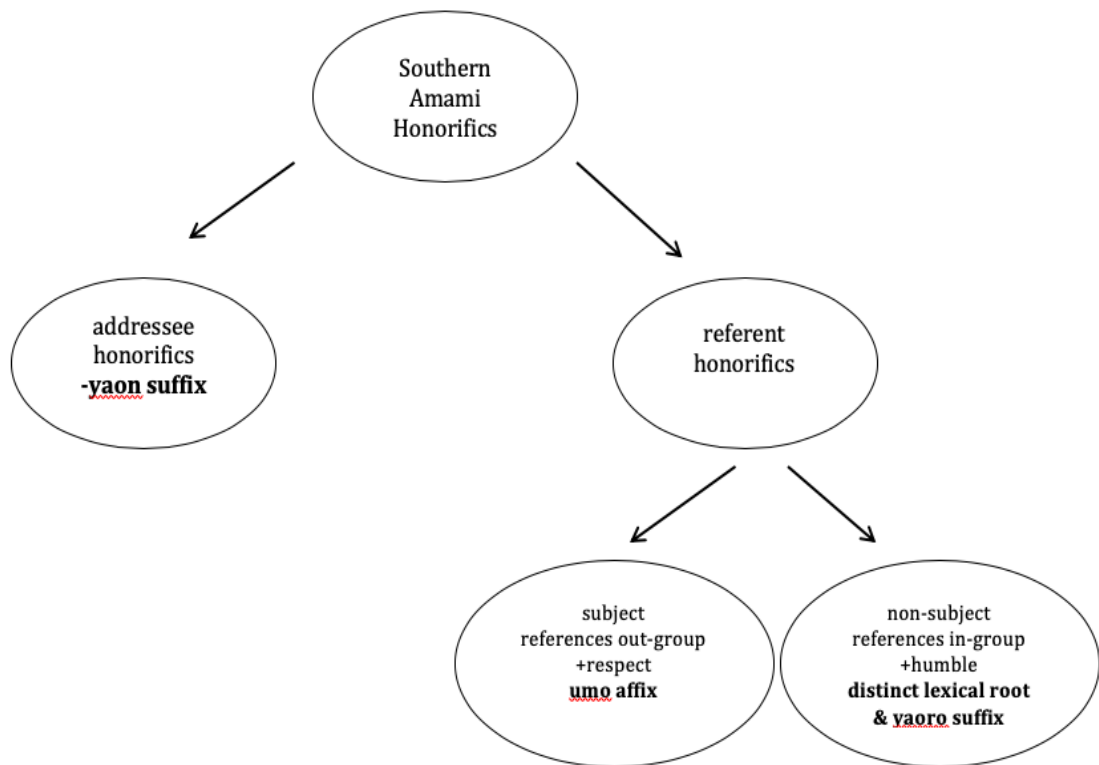 Southern
Amami
Honorifics
addressee
honorifics
-yaon suffix
referent
honorifics
subject
references out-group
+respect
umo affix
non-subject
references in-group
+humble
distinct lexical root
& yaoro suffix